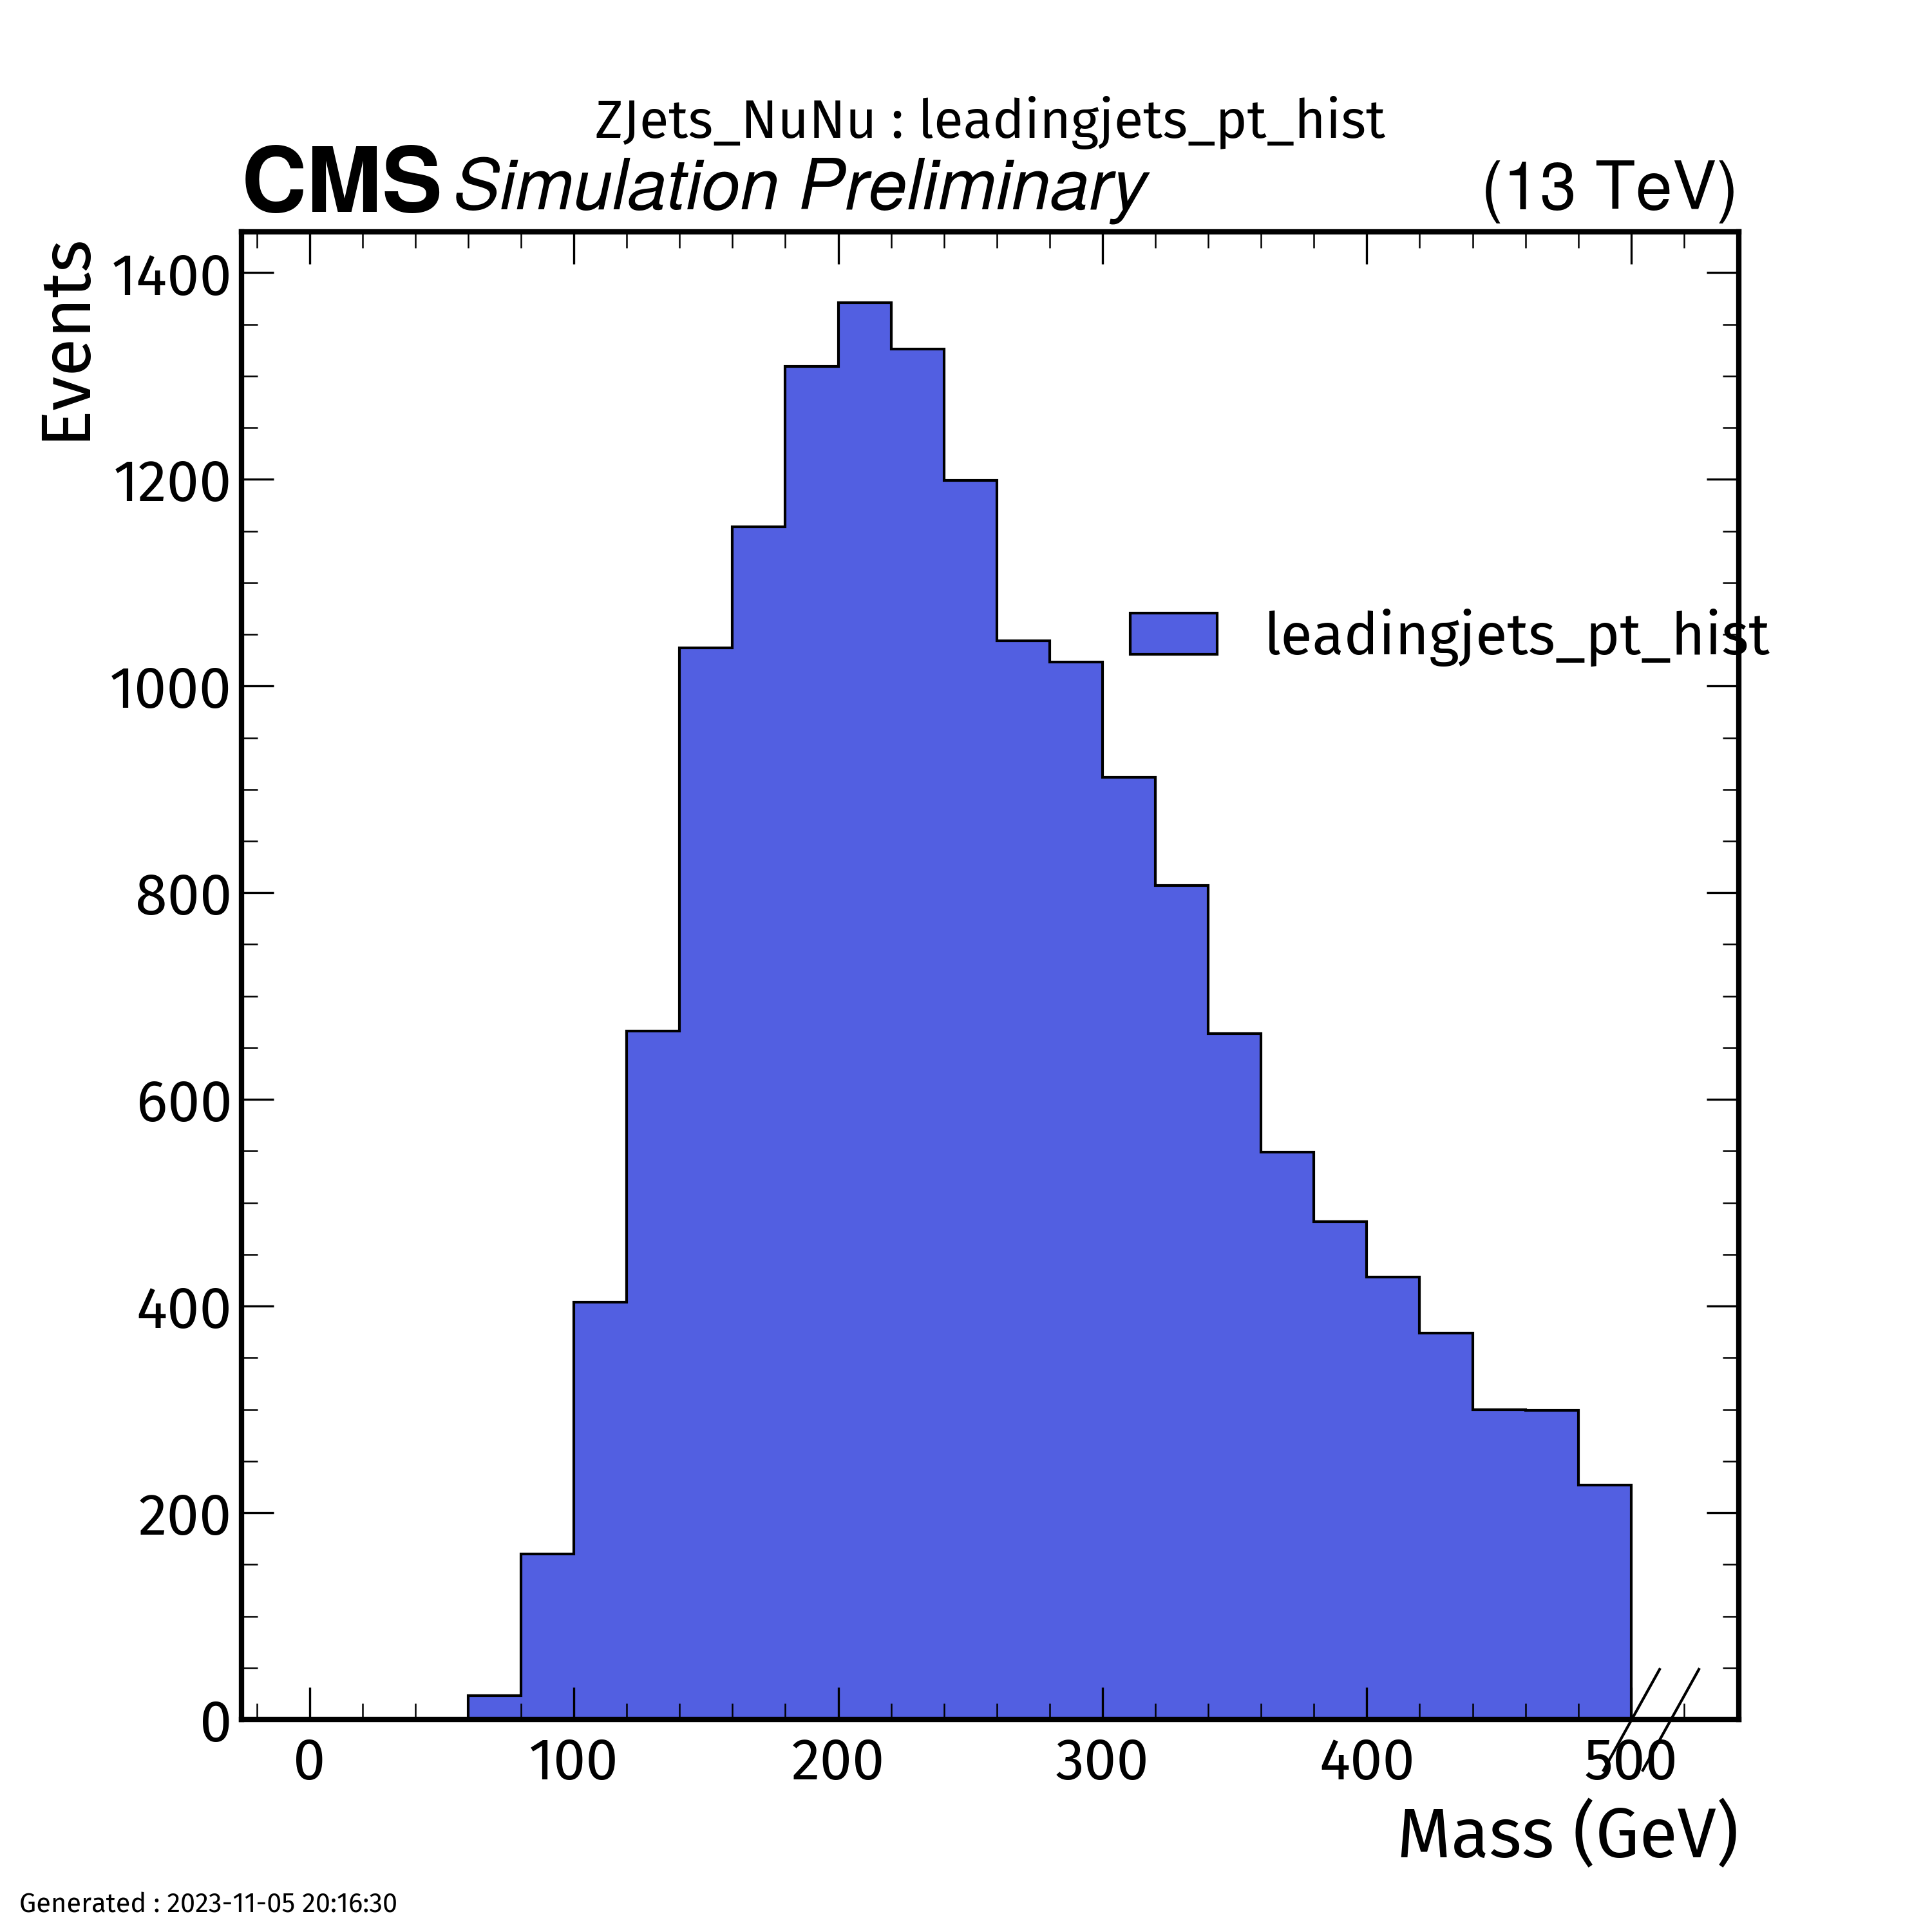 ZJets_NuNu : leadingjets_pt_hist
CMS Simulation Preliminary (13 TeV)
Events
1400
1200
1000
800
600
400
200
0
leadingjets_pt_hist
0 100 200 300 400 500
Mass (GeV)
Generated : 2023-11-05 20:16:30